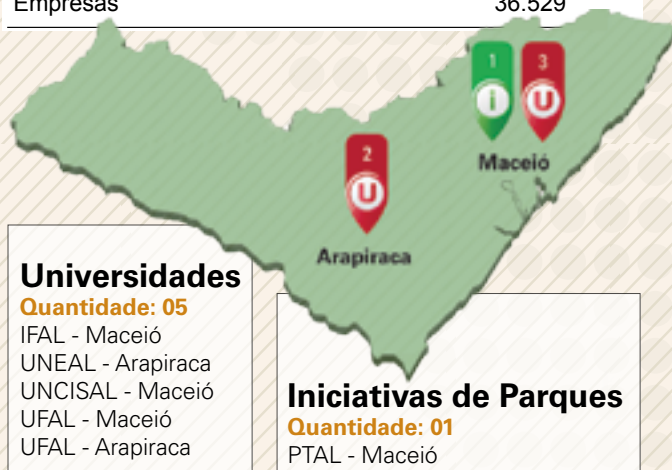 Empresas 36.529
1 3
i U
Maceió
2
U
Arapiraca
Universidades
Quantidade: 05
IFAL - Maceió
UNEAL - Arapiraca
UNCISAL - Maceió
UFAL - Maceió
UFAL - Arapiraca
Iniciativas de Parques
Quantidade: 01
PTAL - Maceió